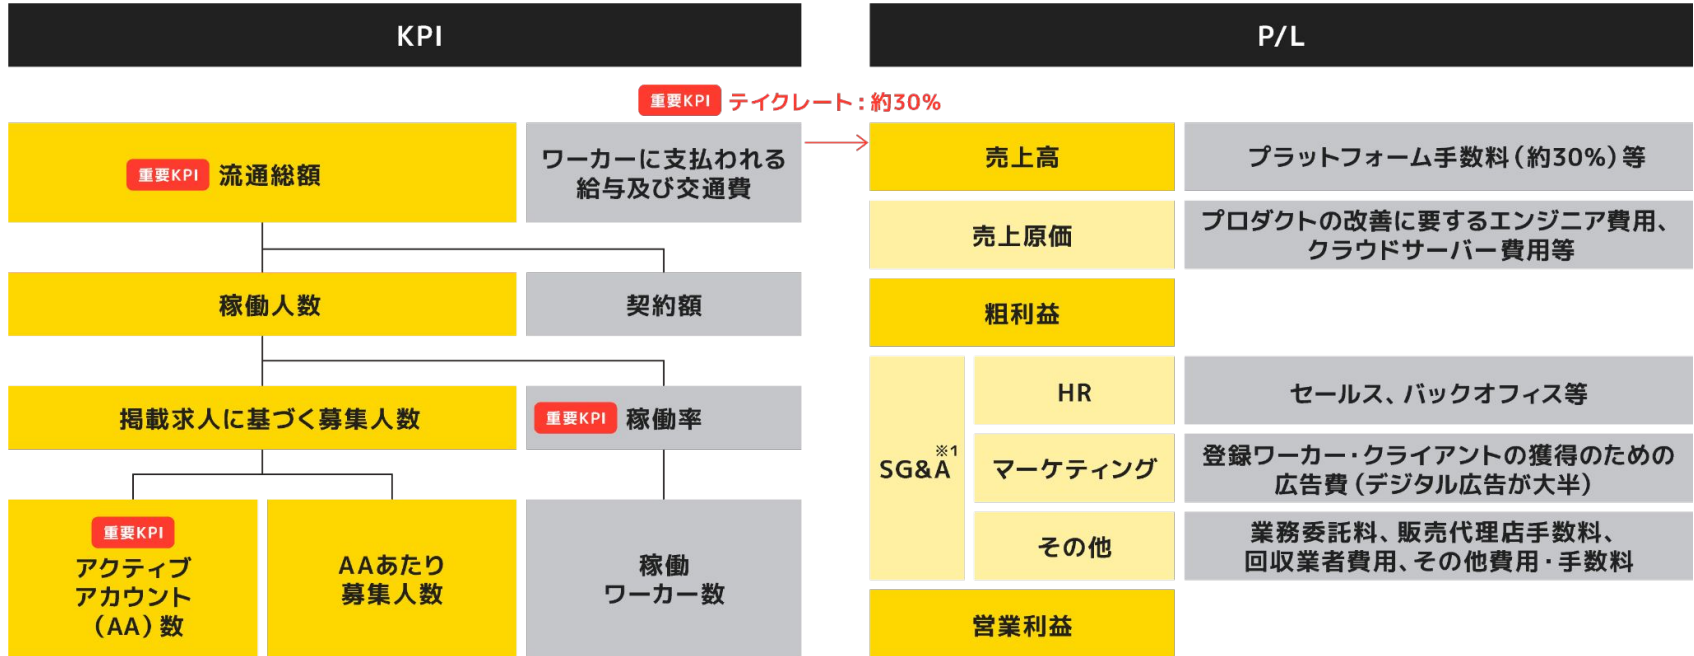 KPI
重要KPI テイクレート：約30%
重要KPI 流通総額
ワーカーに支払われる
給与及び交通費
稼働人数
契約額
掲載求人に基づく募集人数
重要KPI 稼働率
重要KPI
アクティブ
アカウント
（AA）数
AAあたり
募集人数
稼働
ワーカー数
P/L
売上高
プラットフォーム手数料（約30%）等
売上原価
プロダクトの改善に要するエンジニア費用、
クラウドサーバー費用等
粗利益
SG&A※1
HR
セールス、バックオフィス等
マーケティング
登録ワーカー・クライアントの獲得のための
広告費（デジタル広告が大半）
その他
業務委託料、販売代理店手数料、
回収業者費用、その他費用・手数料
営業利益